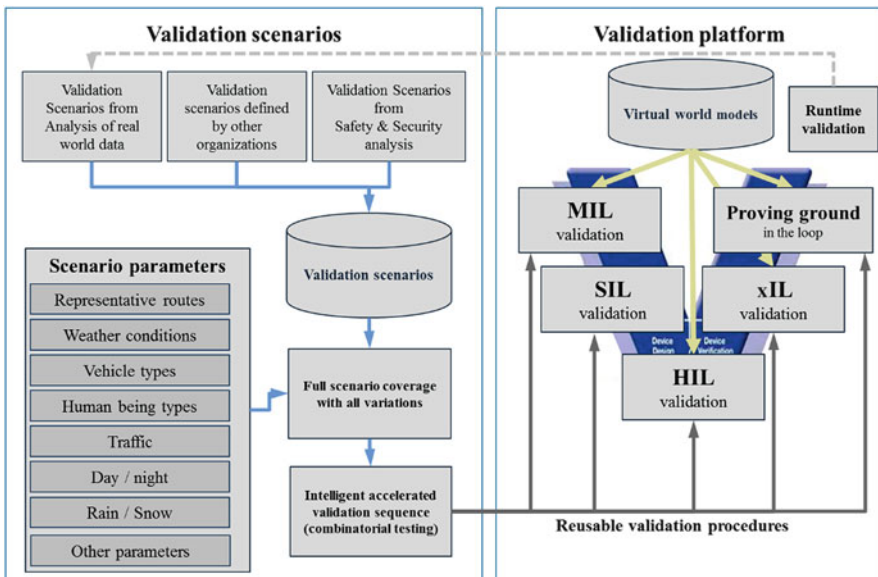 Validation scenarios
Validation
Scenarios from
Analysis of real
world data
Validation
scenarios defined
by other
organizations
Validation Scenarios
from
Safety & Security
analysis
Validation scenarios
Scenario parameters
Representative routes
Weather conditions
Vehicle types
Human being types
Traffic
Day / night
Rain / Snow
Other parameters
Full scenario coverage
with all variations
Intelligent accelerated
validation sequence
(combinatorial testing)
Validation platform
Virtual world models
Runtime
validation
MIL
validation
Proving ground
in the loop
SIL
validation
xIL
validation
Device
Design
Device
Verification
HIL
validation
Reusable validation procedures